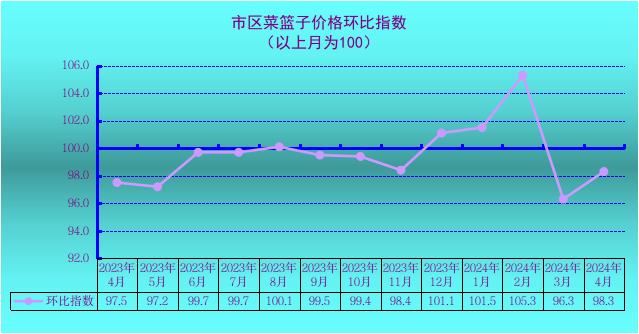 市区菜篮子价格环比指数
（以上月为100）
106.0
104.0
102.0
100.0
98.0
96.0
94.0
92.0
2023年 2023年 2023年 2023年 2023年 2023年 2023年 2023年 2023年 2024年 2024年 2024年 2024年
4月 5月 6月 7月 8月 9月 10月 11月 12月 1月 2月 3月 4月
环比指数 97.5 97.2 99.7 99.7 100.1 99.5 99.4 98.4 101.1 101.5 105.3 96.3 98.3